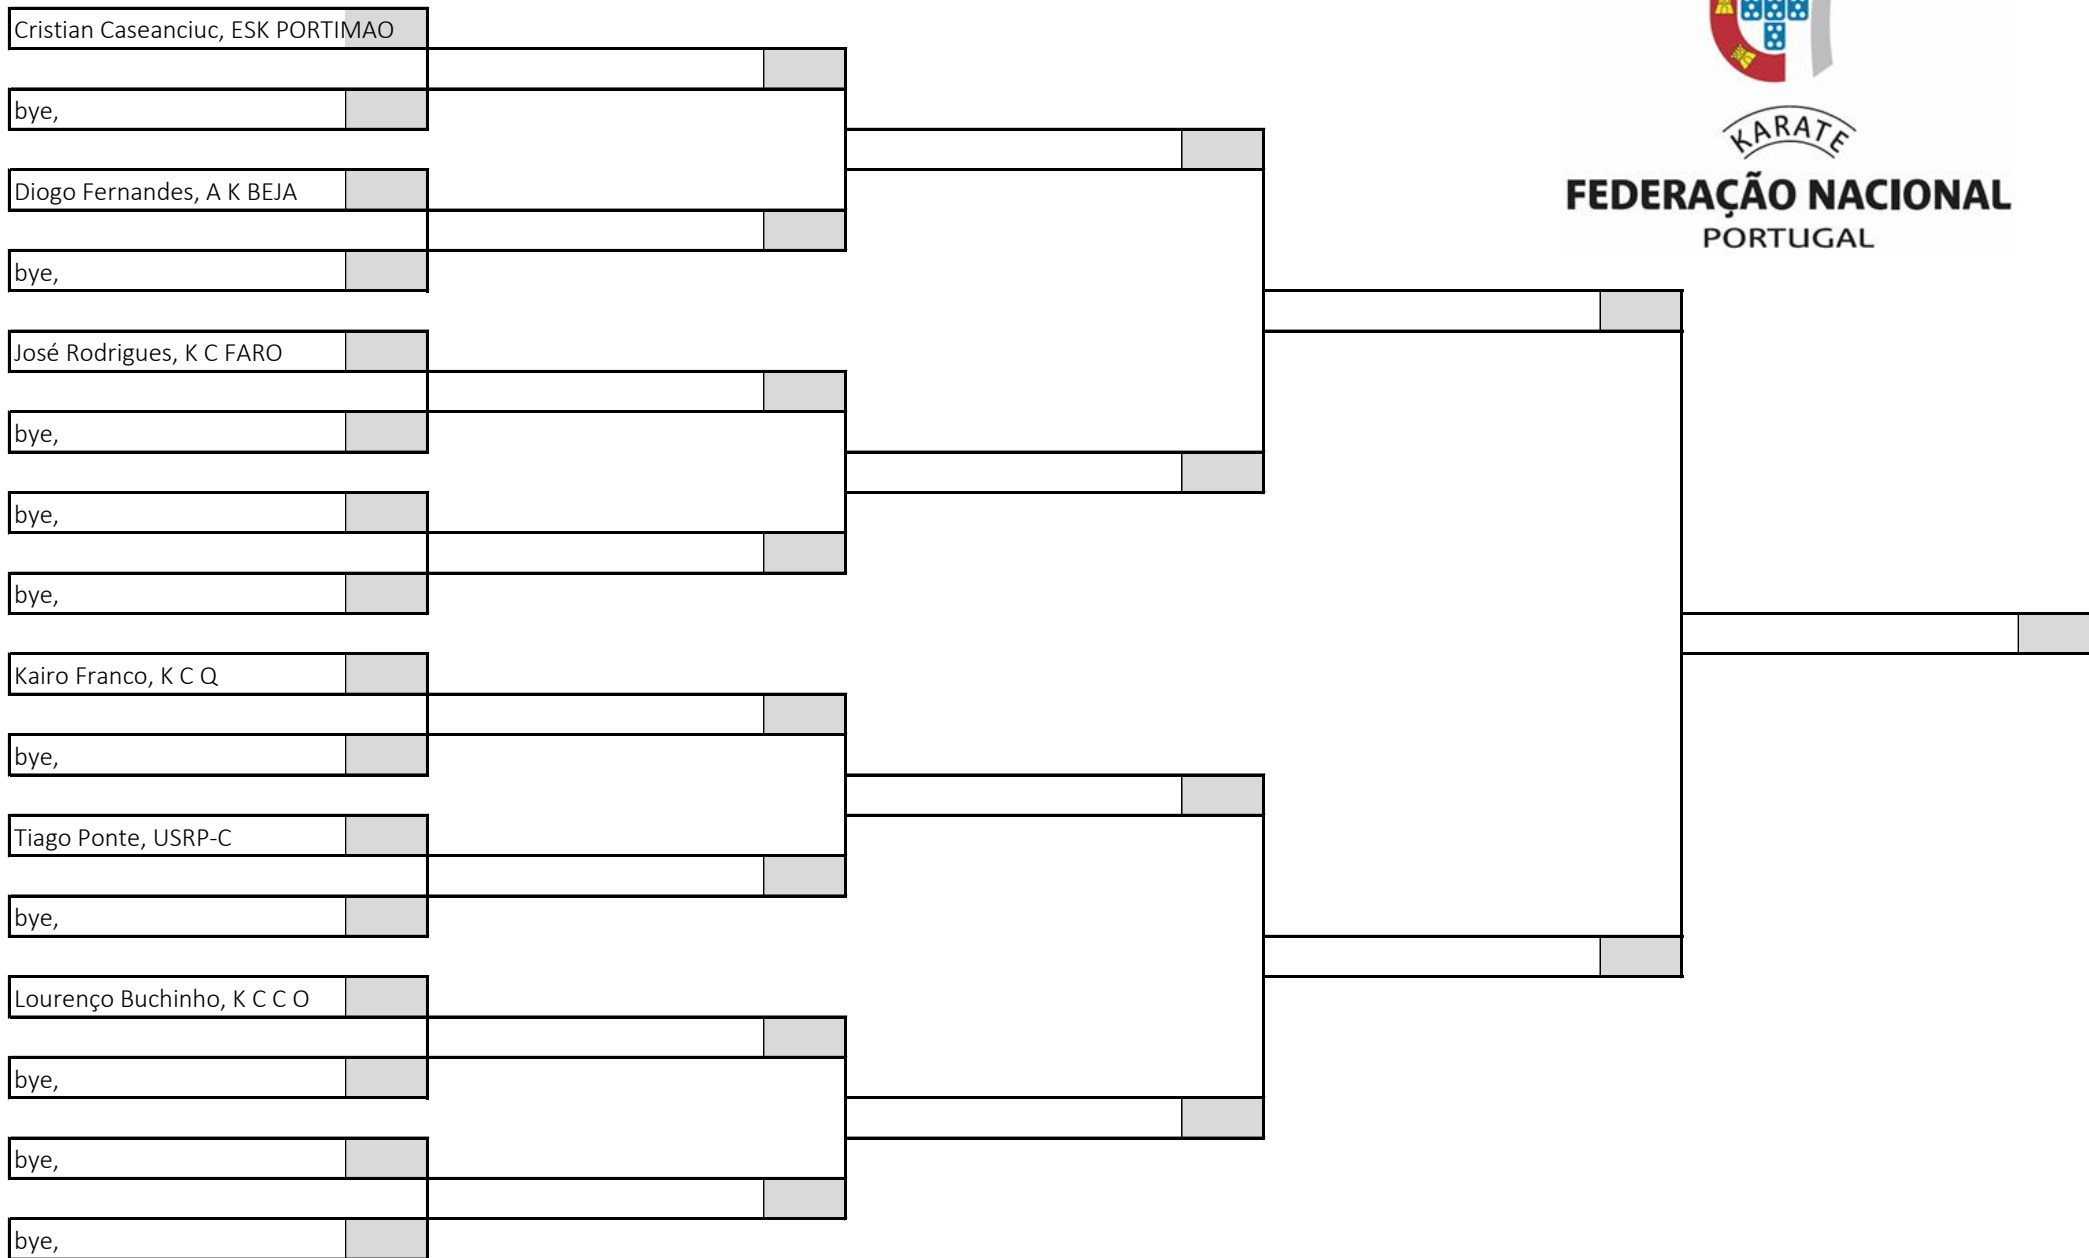 Cristian Caseanciuc, ESK PORTIMAO
bye,
Diogo Fernandes, A K BEJA
bye,
José Rodrigues, K C FARO
bye,
bye,
bye,
Kairo Franco, K C Q
bye,
Tiago Ponte, USRP-C
bye,
Lourenço Buchinho, K C C O
bye,
bye,
bye,
KARATE
FEDERAÇÃO NACIONAL
PORTUGAL